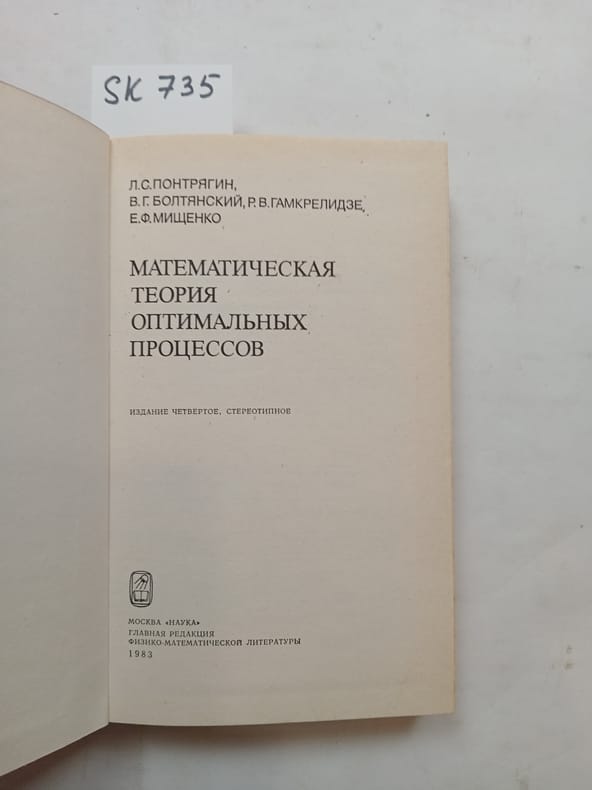 SK 735
Л.С.ПОНТРЯГИН,
В.Г.БОЛТЯНСКИЙ, Р.В.ГАМКРЕЛИДЗЕ,
Е.Ф.МИЩЕНКО
МАТЕМАТИЧЕСКАЯ
ТЕОРИЯ
ОПТИМАЛЬНЫХ
ПРОЦЕССОВ
ИЗДАНИЕ ЧЕТВЕРТОЕ, СТЕРЕОТИПНОЕ
МОСКВА «НАУКА»
ГЛАВНАЯ РЕДАКЦИЯ
ФИЗИКО-МАТЕМАТИЧЕСКОЙ ЛИТЕРАТУРЫ
1983